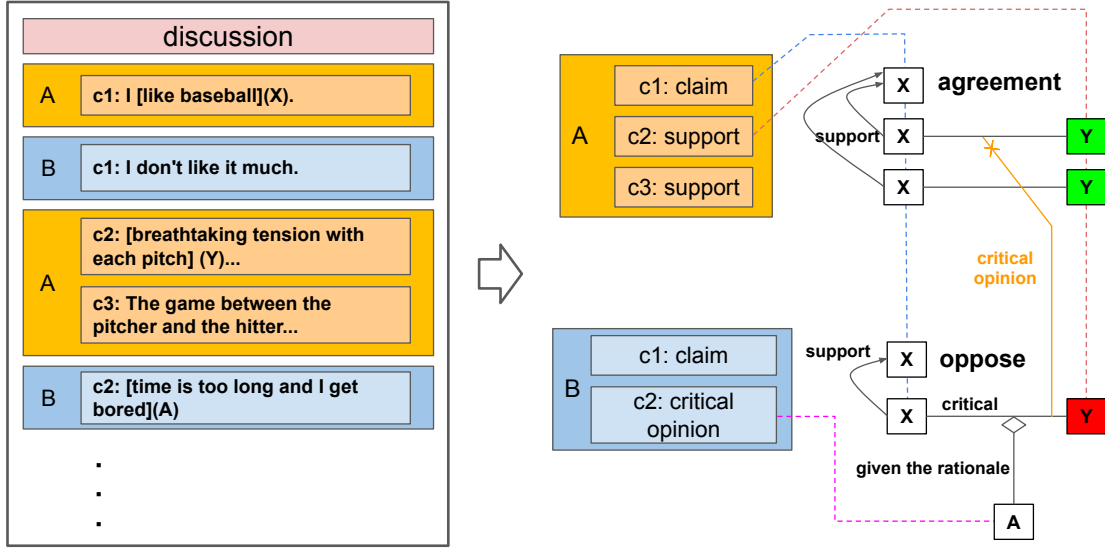 discussion
A
c1: I [like baseball](X).
B
c1: I don't like it much.
A
c2: [breathtaking tension with
each pitch] (Y)...
c3: The game between the
pitcher and the hitter...
B
c2: [time is too long and I get
bored](A)
.
.
.
A
c1: claim
c2: support
c3: support
B
c1: claim
c2: critical
opinion
X
agreement
support
X
Y
X
Y
critical
opinion
support
X
oppose
X
critical
Y
given the rationale
A